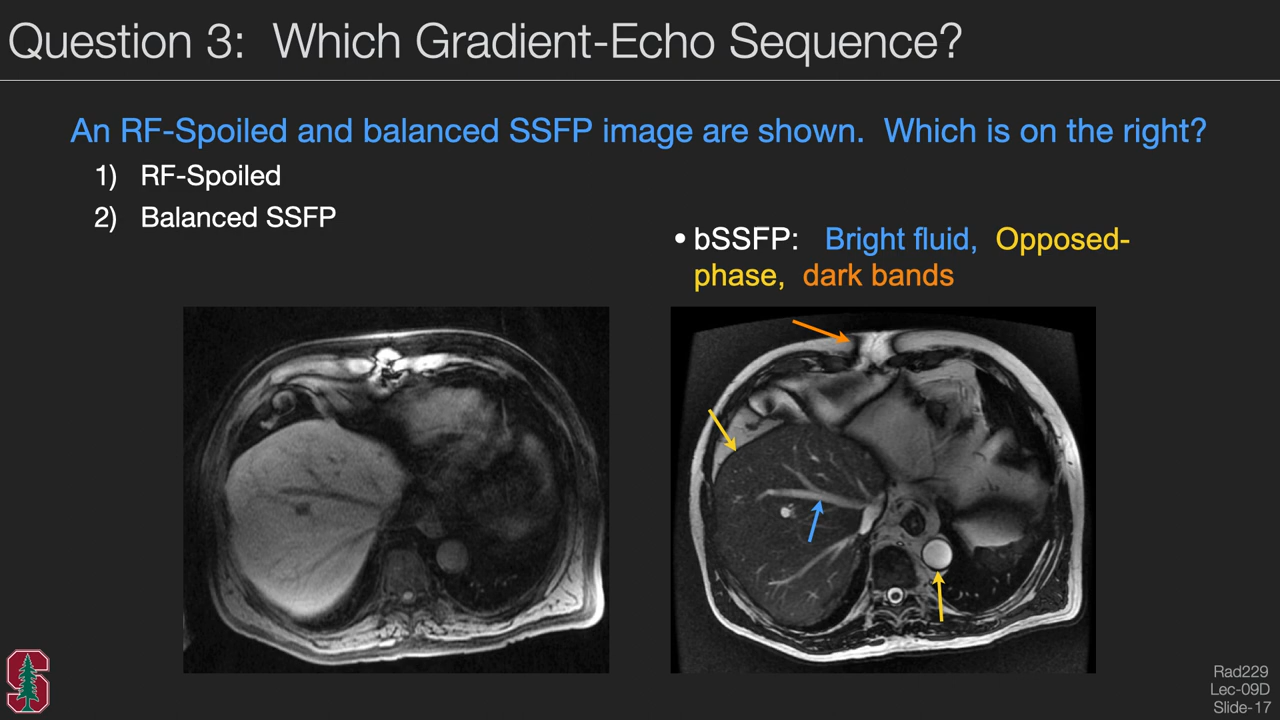 Question 3:  Which Gradient-Echo Sequence?
An RF-Spoiled and balanced SSFP image are shown.  Which is on the right?
1) RF-Spoiled
2) Balanced SSFP
• bSSFP:  Bright fluid,  Opposed-
phase,  dark bands
Rad229
Lec-09D
Slide-17